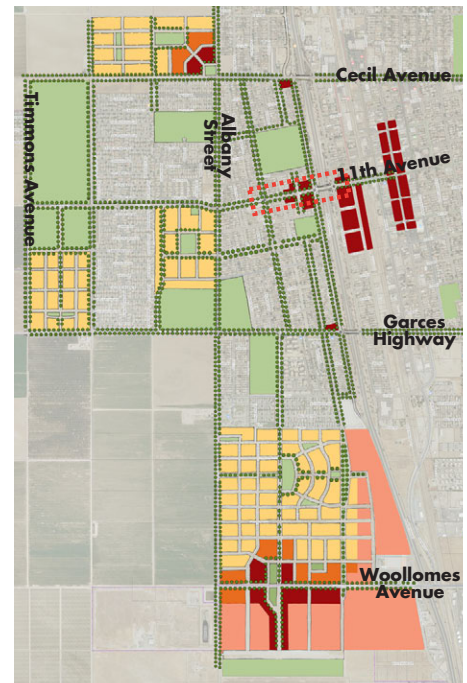 Cecil Avenue
Timmons Avenue
Albany
Street
11th Avenue
Garces
Highway
Woollomes
Avenue